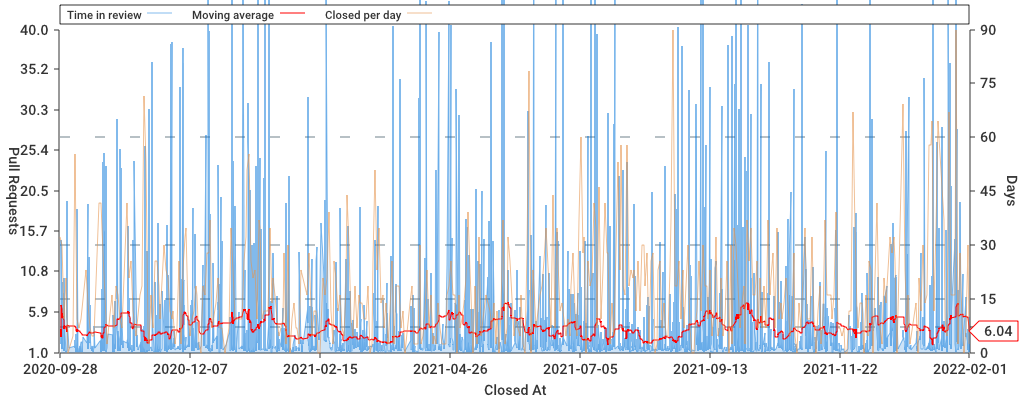 Time in review Moving average Closed per day
40.0 90
35.2 75
30.3 60
25.4
20.5 45
15.7 30
10.8
5.9 15
6.04
1.0 0
Pull Requests
Days
2020-09-28 2020-12-07 2021-02-15 2021-04-26 2021-07-05 2021-09-13 2021-11-22 2022-02-01
Closed At